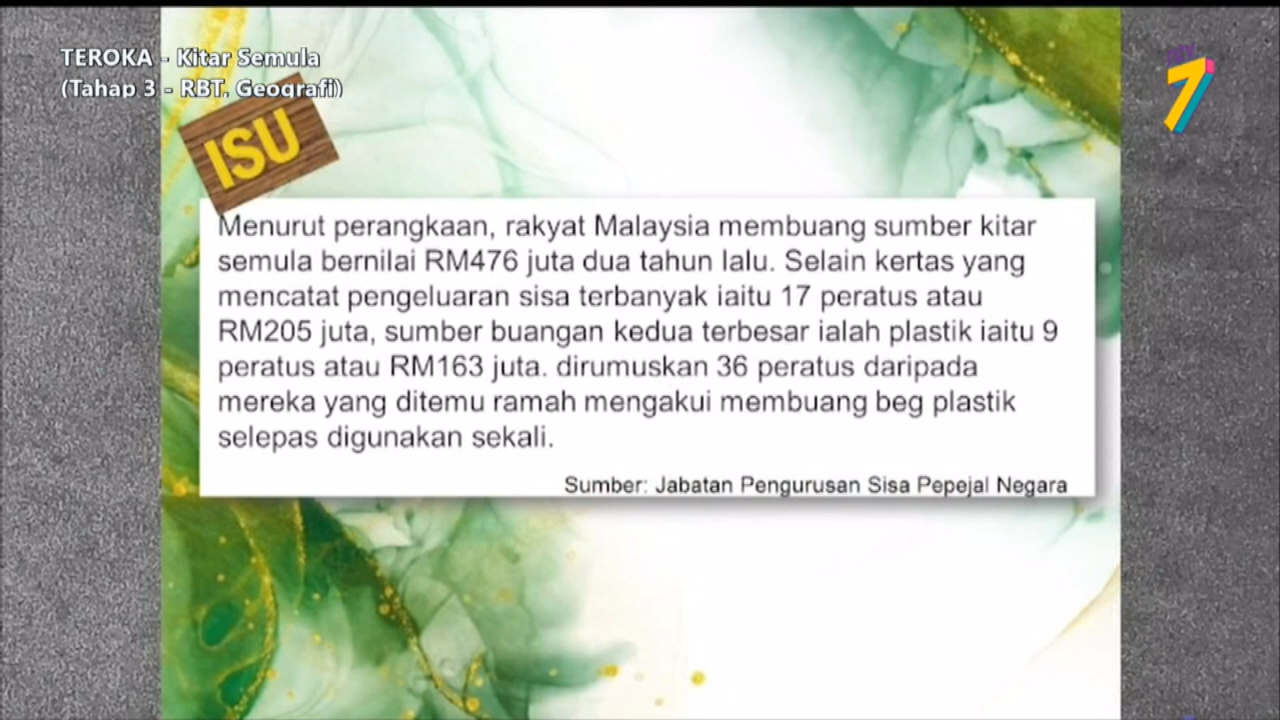 TEROKA - Kitar Semula
(Tahap 3 - RBT, Geografi)
tv
7
ISU
Menurut perangkaan, rakyat Malaysia membuang sumber kitar
semula bernilai RM476 juta dua tahun lalu. Selain kertas yang
mencatat pengeluaran sisa terbanyak iaitu 17 peratus atau
RM205 juta, sumber buangan kedua terbesar ialah plastik iaitu 9
peratus atau RM163 juta. dirumuskan 36 peratus daripada
mereka yang ditemu ramah mengakui membuang beg plastik
selepas digunakan sekali.
Sumber: Jabatan Pengurusan Sisa Pepejal Negara